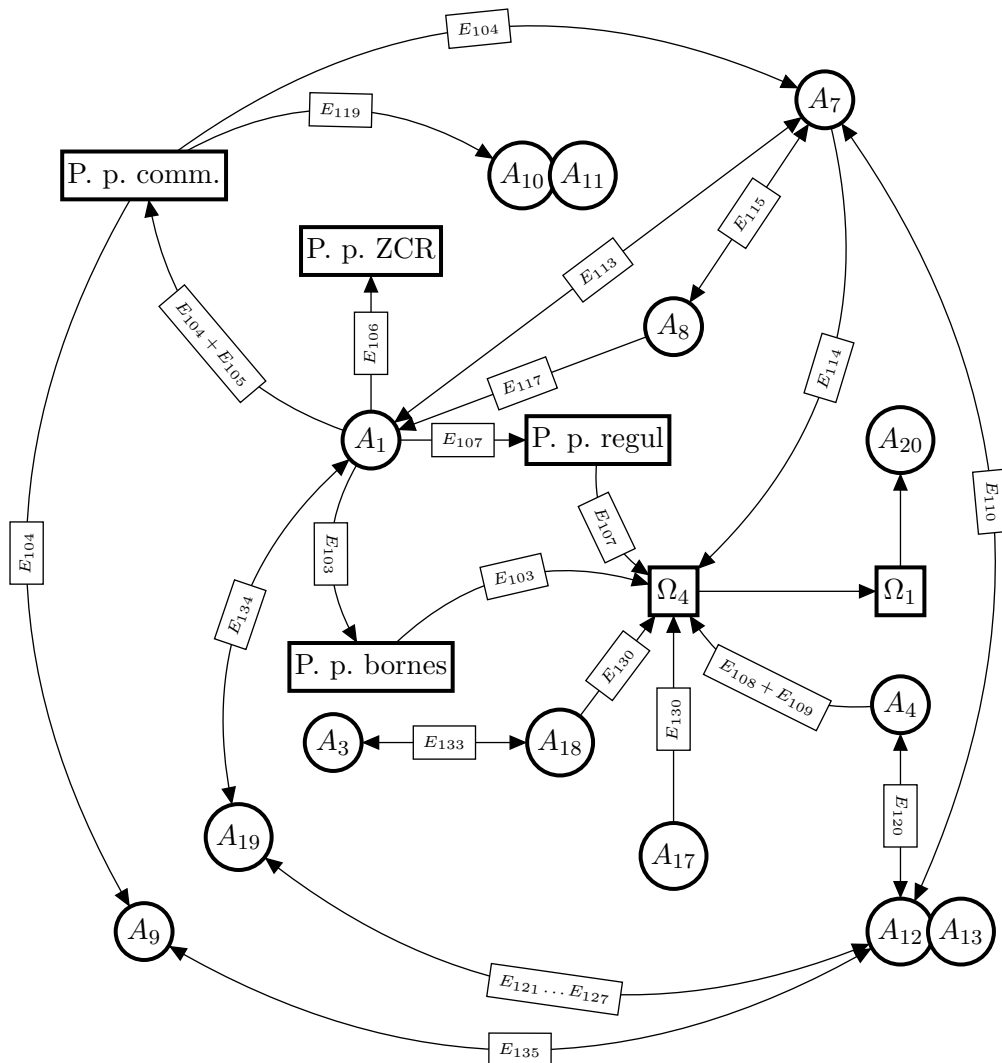 E₁₀₄
A₇
E₁₁₉
P. p. comm.
A₁₀
A₁₁
E₁₁₅
P. p. ZCR
E₁₁₃
A₈
E₁₀₄ + E₁₀₅
E₁₀₆
E₁₁₄
E₁₁₇
A₁
E₁₀₇
P. p. regul
A₂₀
E₁₁₀
E₁₀₇
E₁₀₄
E₁₀₃
E₁₀₃
Ω₄
Ω₁
E₁₃₄
P. p. bornes
E₁₃₀
E₁₀₈ + E₁₀₉
E₁₃₀
A₄
A₃
E₁₃₃
A₁₈
E₁₂₀
A₁₉
A₁₇
A₉
A₁₂
A₁₃
E₁₂₁ … E₁₂₇
E₁₃₅